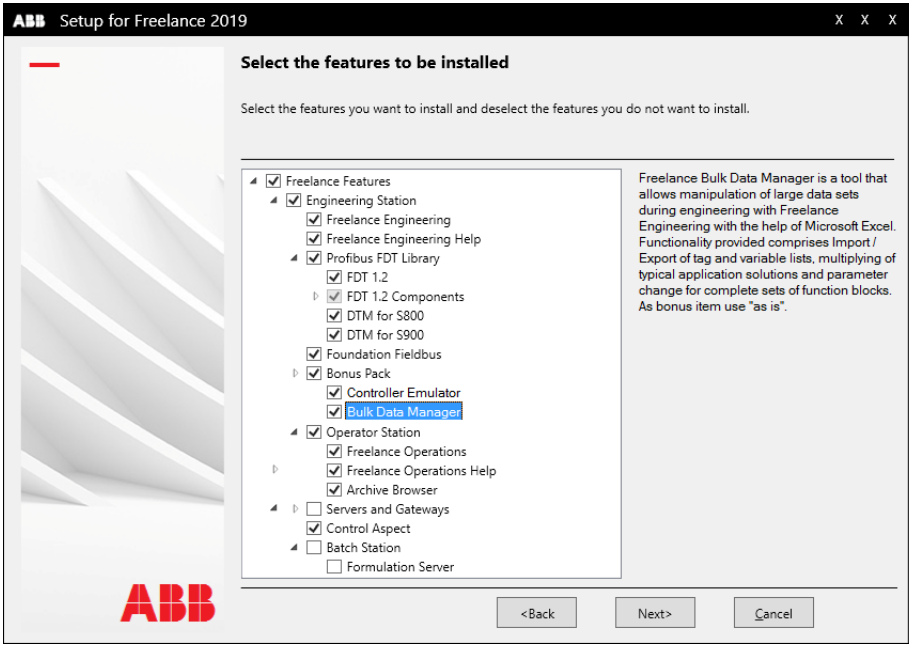 ABB Setup for Freelance 2019 X X X
Select the features to be installed
Select the features you want to install and deselect the features you do not want to install.
Freelance Features
Engineering Station
Freelance Engineering
Freelance Engineering Help
Profibus FDT Library
FDT 1.2
FDT 1.2 Components
DTM for S800
DTM for S900
Foundation Fieldbus
Bonus Pack
Controller Emulator
Bulk Data Manager
Operator Station
Freelance Operations
Freelance Operations Help
Archive Browser
Servers and Gateways
Control Aspect
Batch Station
Formulation Server
Freelance Bulk Data Manager is a tool that
allows manipulation of large data sets
during engineering with Freelance
Engineering with the help of Microsoft Excel.
Functionality provided comprises Import /
Export of tag and variable lists, multiplying of
typical application solutions and parameter
change for complete sets of function blocks.
As bonus item use "as is".
ABB
<Back Next> Cancel